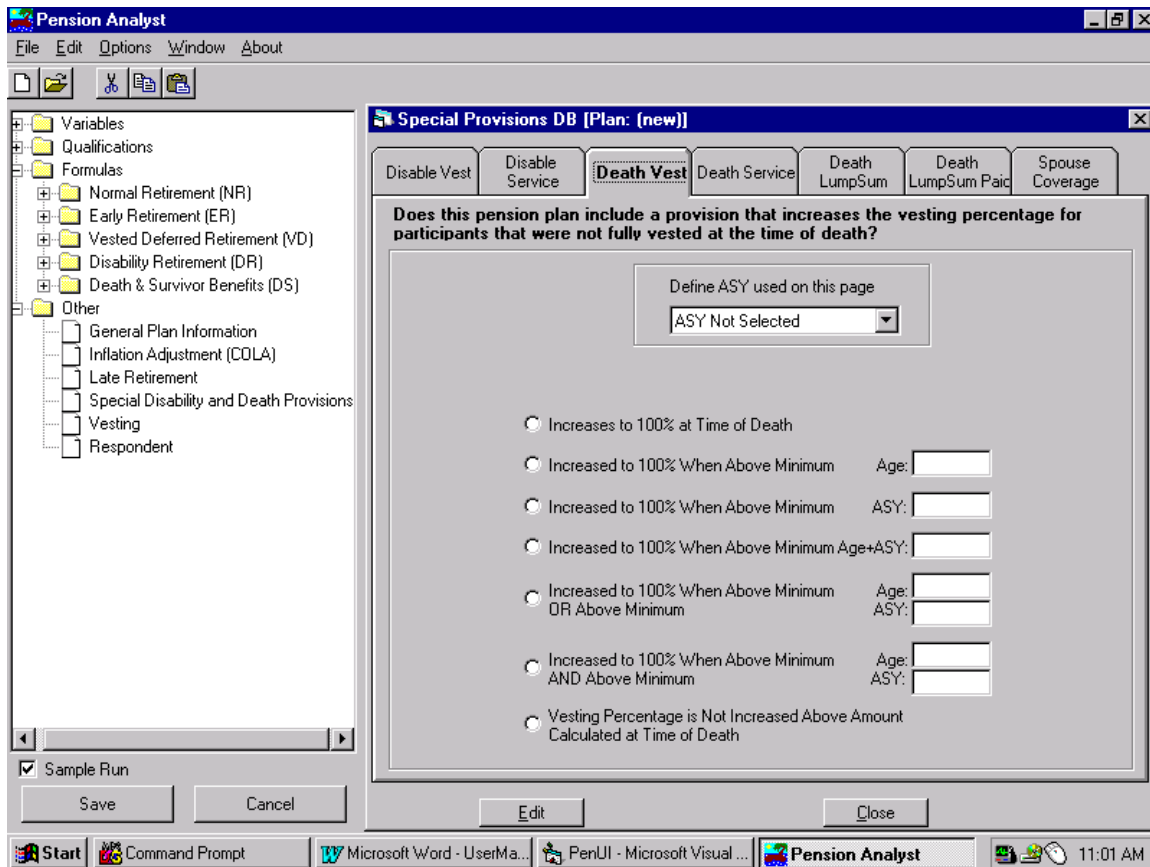 Pension Analyst
File Edit Options Window About
Variables
Qualifications
Formulas
Normal Retirement (NR)
Early Retirement (ER)
Vested Deferred Retirement (VD)
Disability Retirement (DR)
Death & Survivor Benefits (DS)
Other
General Plan Information
Inflation Adjustment (COLA)
Late Retirement
Special Disability and Death Provisions
Vesting
Respondent
Sample Run
Save
Cancel
Special Provisions DB [Plan: (new)]
Disable Vest
Disable
Service
Death Vest
Death Service
Death
LumpSum
Death
LumpSum Paid
Spouse
Coverage
Does this pension plan include a provision that increases the vesting percentage for
participants that were not fully vested at the time of death?
Define ASY used on this page
ASY Not Selected
Increases to 100% at Time of Death
Increased to 100% When Above Minimum Age:
Increased to 100% When Above Minimum ASY:
Increased to 100% When Above Minimum Age+ASY:
Increased to 100% When Above Minimum Age:
OR Above Minimum ASY:
Increased to 100% When Above Minimum Age:
AND Above Minimum ASY:
Vesting Percentage is Not Increased Above Amount
Calculated at Time of Death
Edit
Close
Start
Command Prompt
Microsoft Word - UserMa...
PenUI - Microsoft Visual ...
Pension Analyst
11:01 AM